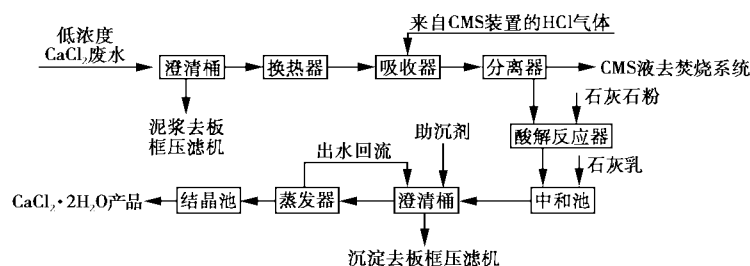 来自CMS装置的HCl气体
低浓度
CaCl₂废水
澄清桶
换热器
吸收器
分离器
CMS液去焚烧系统
泥浆去板
框压滤机
石灰石粉
酸解反应器
石灰乳
助沉剂
出水回流
CaCl₂·2H₂O产品
结晶池
蒸发器
澄清桶
中和池
沉淀去板框压滤机